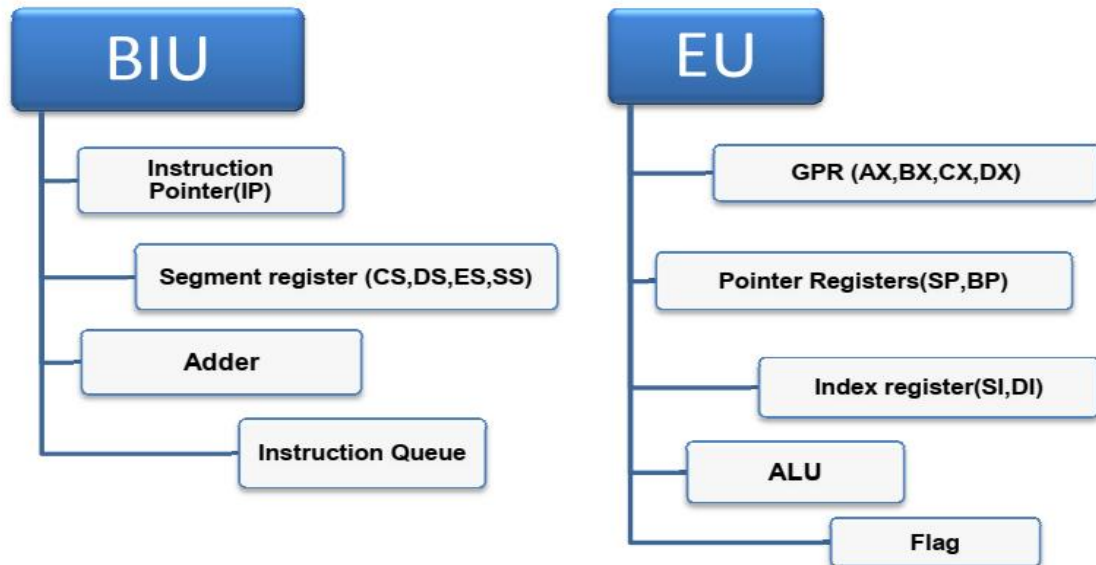 BIU
Instruction
Pointer(IP)
Segment register (CS,DS,ES,SS)
Adder
Instruction Queue
EU
GPR (AX,BX,CX,DX)
Pointer Registers(SP,BP)
Index register(SI,DI)
ALU
Flag